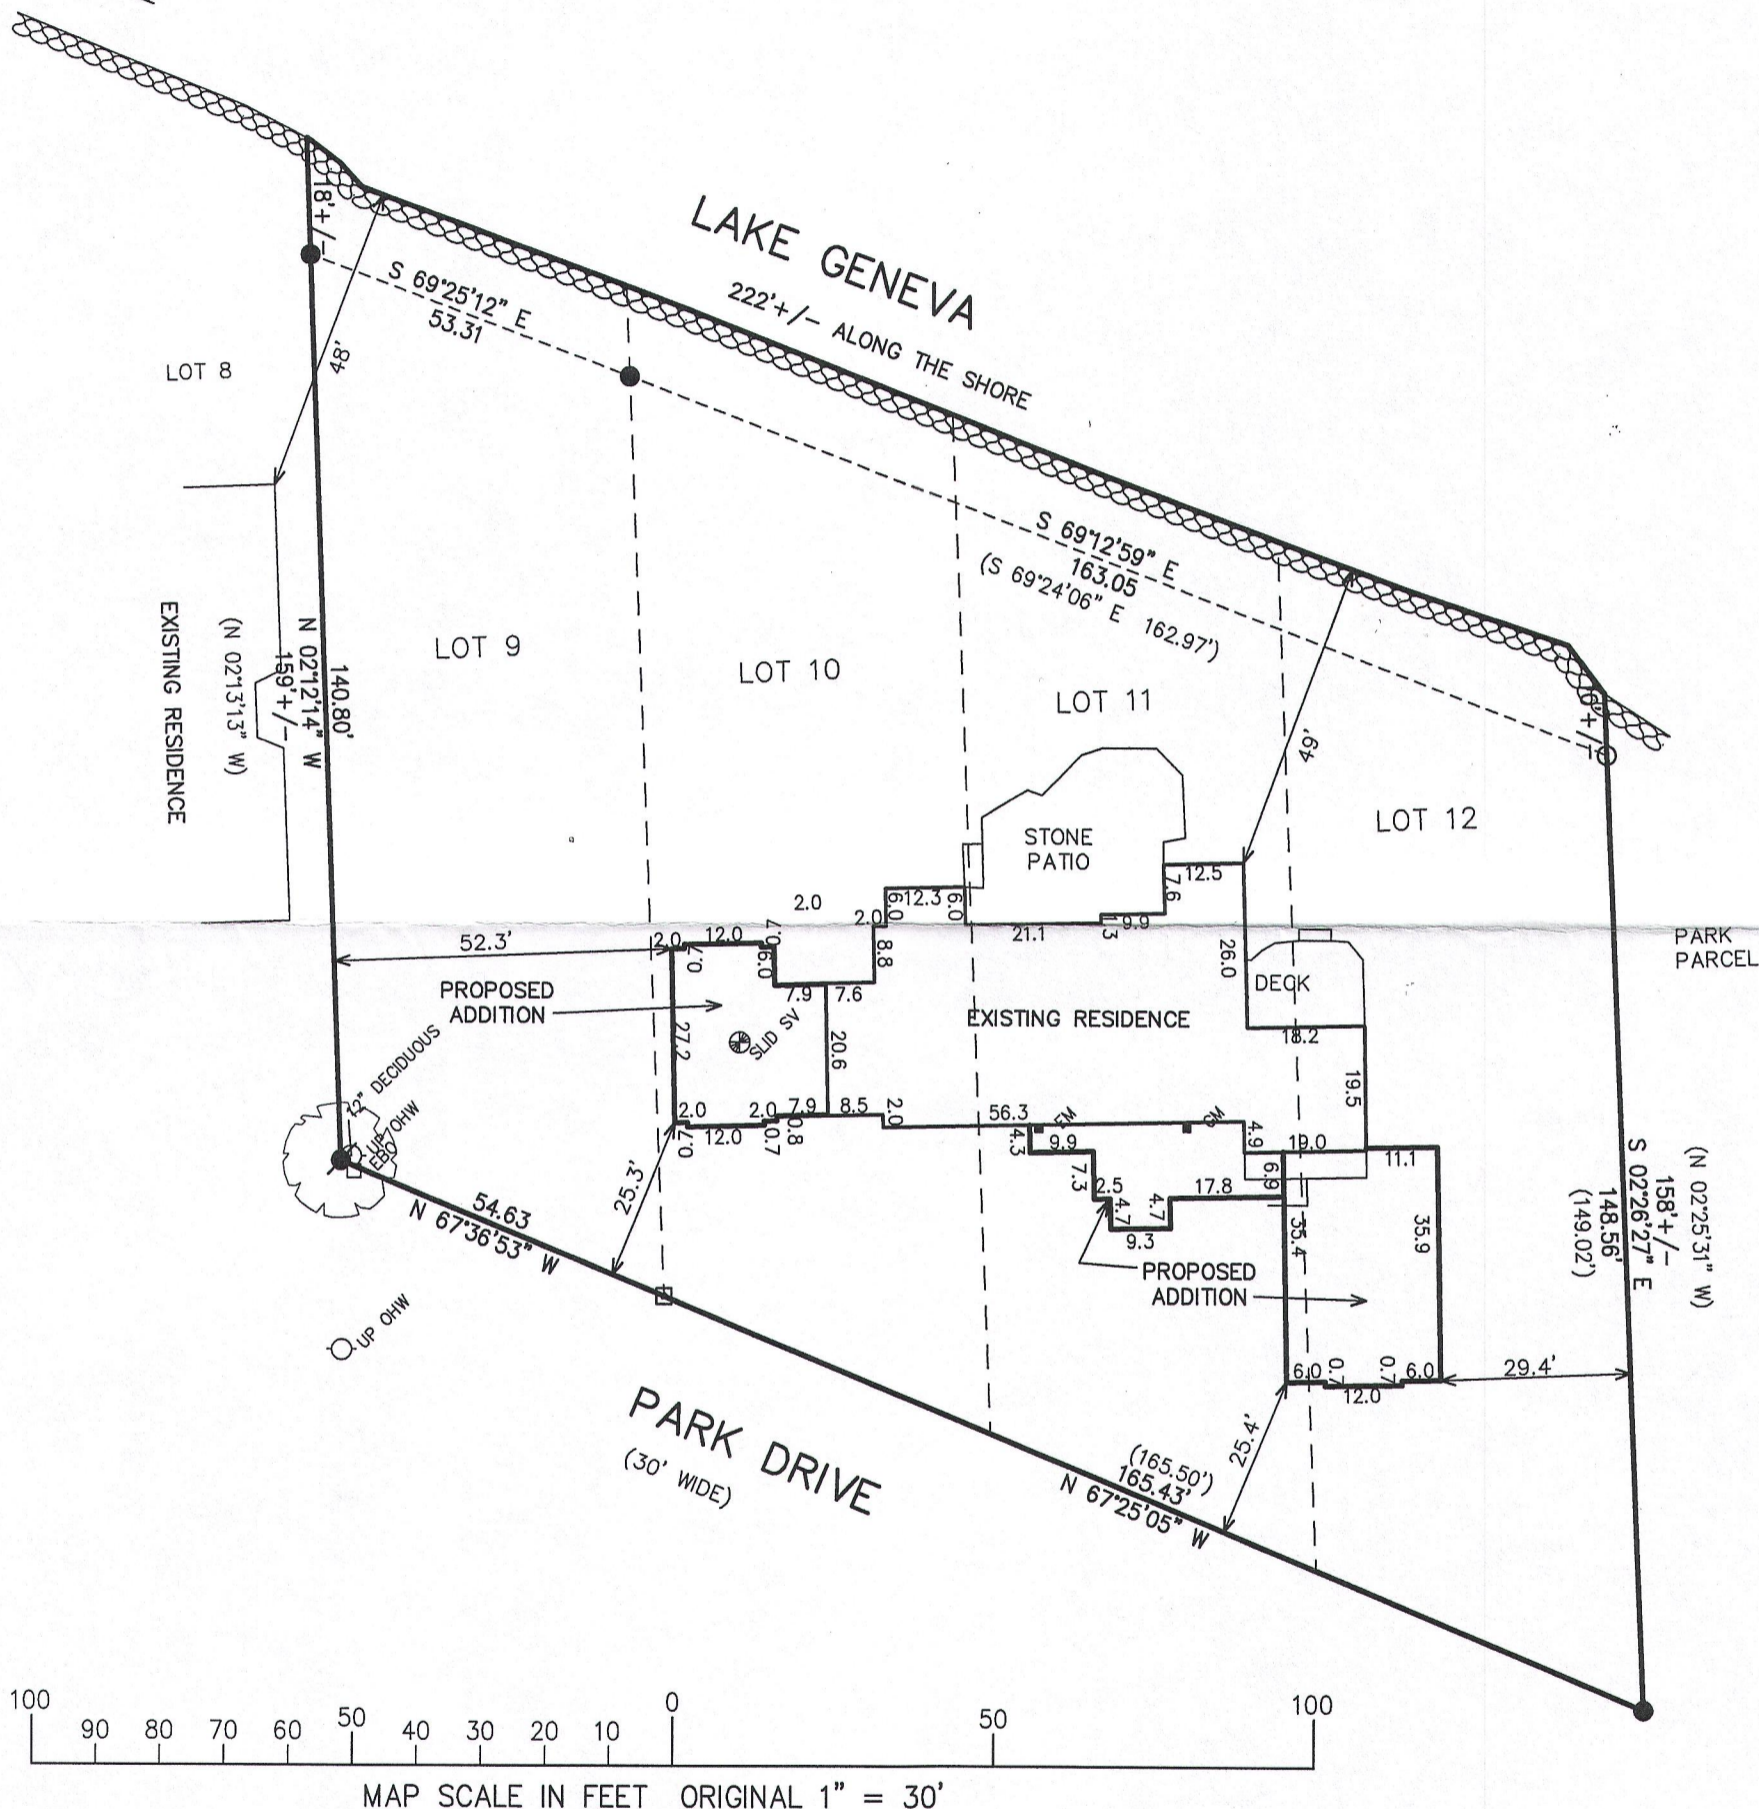 LAKE GENEVA
222'+/- ALONG THE SHORE
18'+/-
S 69°25'12" E
53.31
48'
LOT 8
S 69°12'59" E
163.05
(S 69°24'06" E 162.97')
LOT 9
LOT 10
LOT 11
LOT 12
49'
EXISTING RESIDENCE
(N 02°13'13" W)
159'+/-
N 02°12'14" W
140.80'
STONE
PATIO
PARK
PARCEL
52.3'
2.0
12.0
0.7
0.7
6.0
2.0
2.0
6.0
12.3
6.0
8.8
21.1
1.3
9.9
7.6
12.5
26.0
DECK
18.2
PROPOSED
ADDITION
7.9
7.6
SLID SV
27.2
20.6
EXISTING RESIDENCE
19.5
12" DECIDUOUS
UP/OHW
EBO
2.0
0.7
12.0
2.0
0.7
7.9
0.8
8.5
2.0
56.3
EM
GM
4.3
9.9
7.3
2.5
4.7
9.3
4.7
17.8
4.9
19.0
6.9
11.1
35.4
35.9
25.3'
54.63
N 67°36'53" W
UP OHW
PROPOSED
ADDITION
6.0
0.7
12.0
0.7
6.0
29.4'
25.4'
(N 02°25'31" W)
158'+/-
S 02°26'27" E
148.56'
(149.02')
PARK DRIVE
(30' WIDE)
(165.50')
165.43'
N 67°25'05" W
100
90
80
70
60
50
40
30
20
10
0
50
100
MAP SCALE IN FEET ORIGINAL 1" = 30'